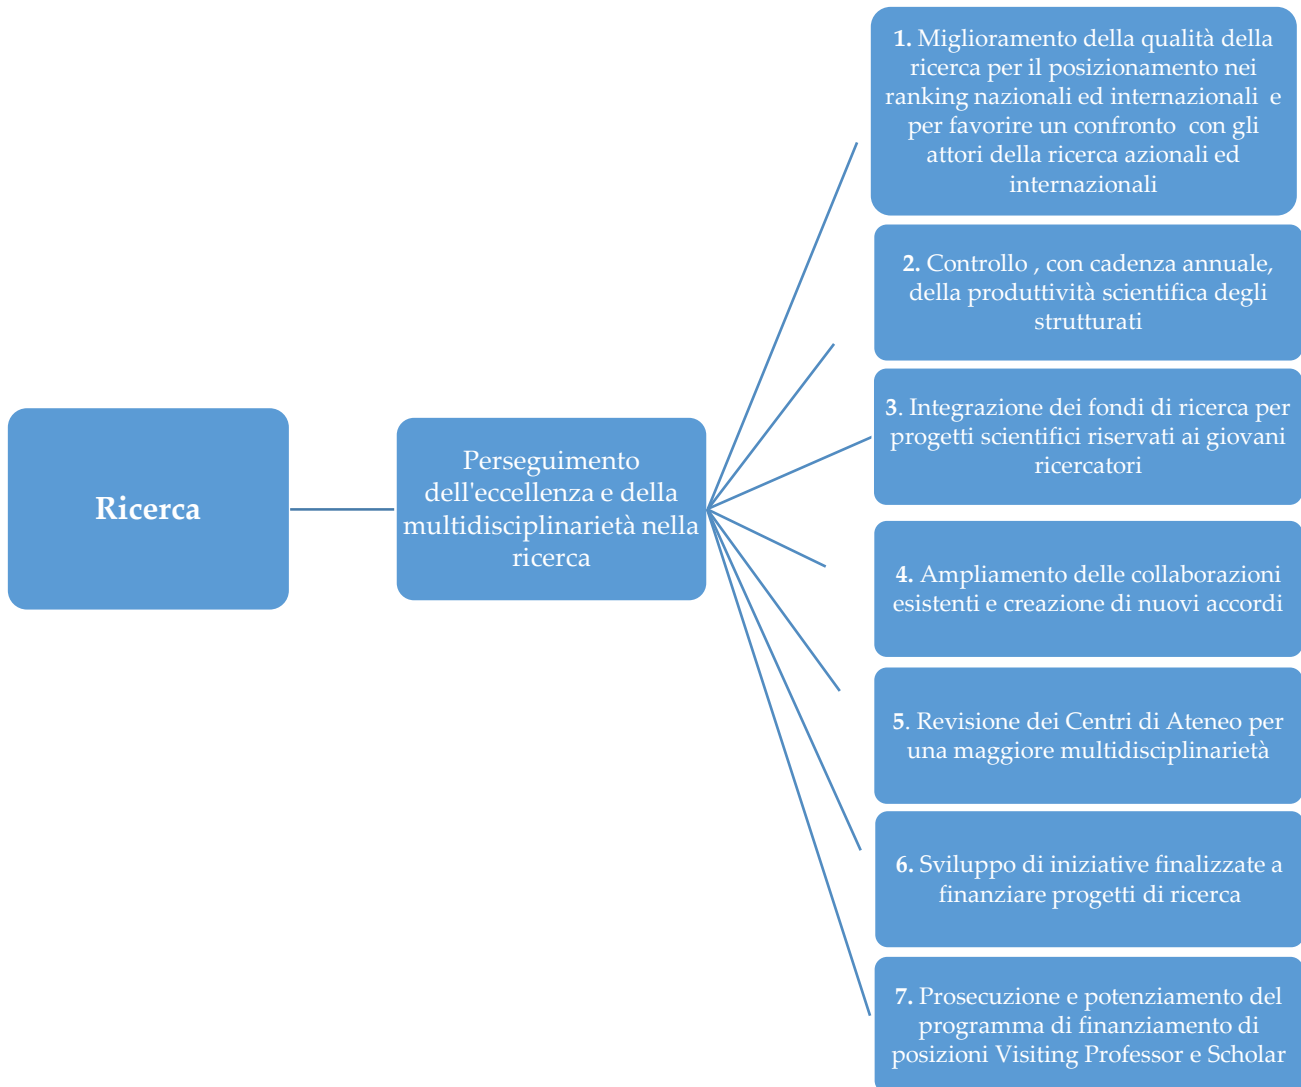 Ricerca
Perseguimento
dell'eccellenza e della
multidisciplinarietà nella
ricerca
1. Miglioramento della qualità della
ricerca per il posizionamento nei
ranking nazionali ed internazionali e
per favorire un confronto con gli
attori della ricerca azionali ed
internazionali
2. Controllo , con cadenza annuale,
della produttività scientifica degli
strutturati
3. Integrazione dei fondi di ricerca per
progetti scientifici riservati ai giovani
ricercatori
4. Ampliamento delle collaborazioni
esistenti e creazione di nuovi accordi
5. Revisione dei Centri di Ateneo per
una maggiore multidisciplinarietà
6. Sviluppo di iniziative finalizzate a
finanziare progetti di ricerca
7. Prosecuzione e potenziamento del
programma di finanziamento di
posizioni Visiting Professor e Scholar